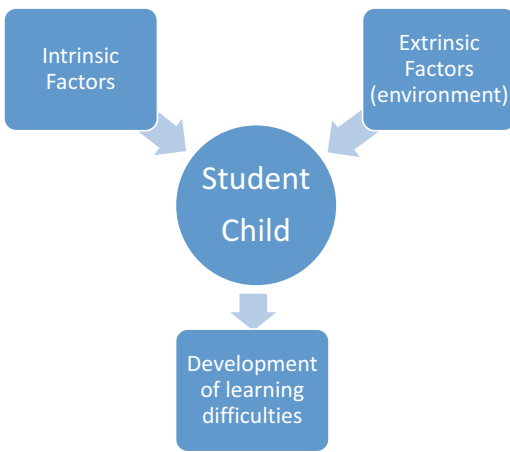 Intrinsic
Factors
Extrinsic
Factors
(environment)
Student
Child
Development
of learning
difficulties